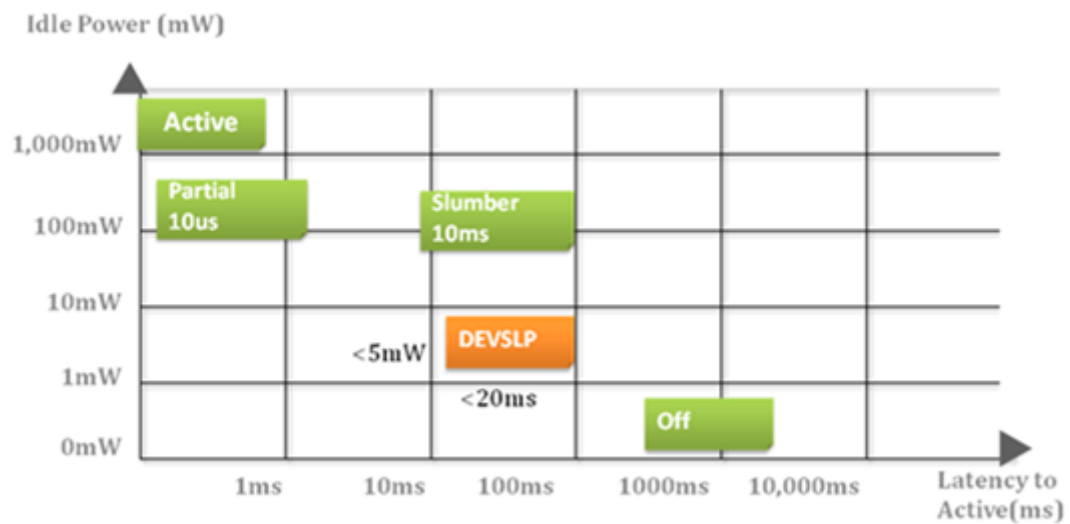 Idle Power (mW)
Active
1,000mW
Partial
10us
Slumber
10ms
100mW
10mW
DEVSLP
<5mW
1mW
<20ms
Off
0mW
1ms 10ms 100ms 1000ms 10,000ms
Latency to
Active(ms)